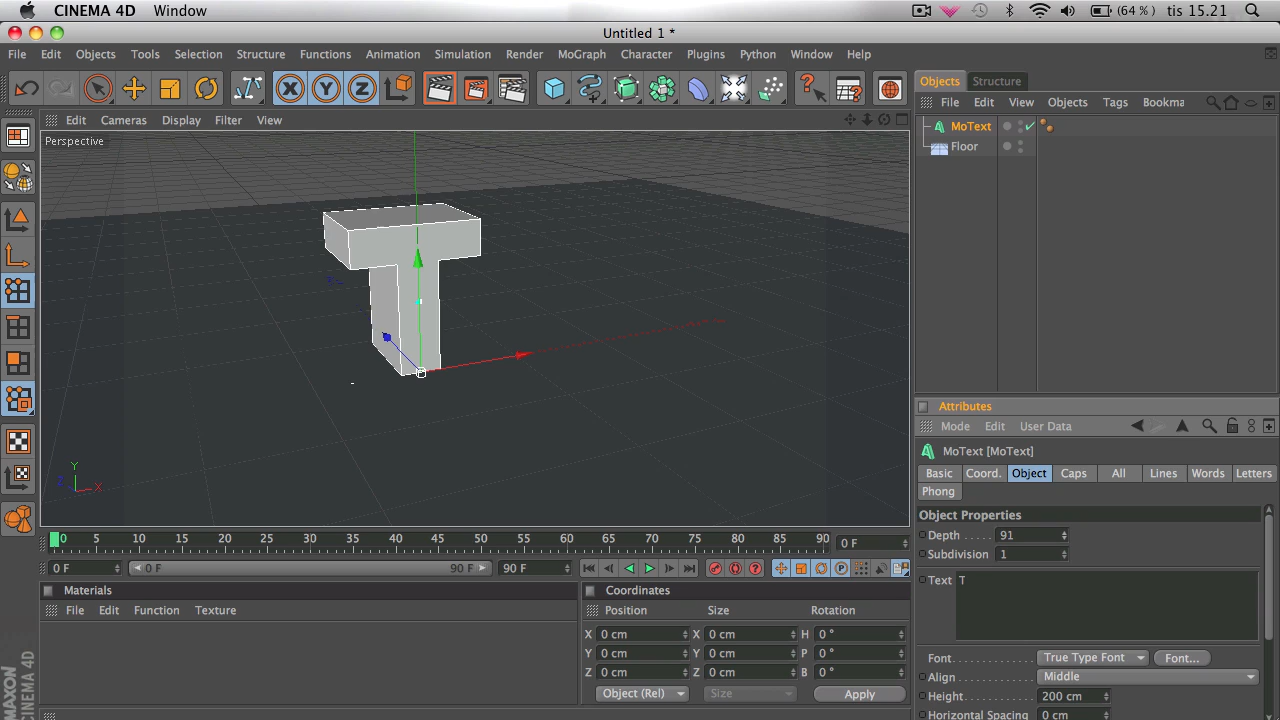 CINEMA 4D Window (64 %) tis 15.21
Untitled 1 *
File Edit Objects Tools Selection Structure Functions Animation Simulation Render MoGraph Character Plugins Python Window Help
X Y Z
Objects Structure
File Edit View Objects Tags Bookma
Edit Cameras Display Filter View
Perspective
MoText
Floor
Y
Z X
Attributes
Mode Edit User Data
MoText [MoText]
Basic Coord. Object Caps All Lines Words Letters
Phong
Object Properties
Depth ..... 91
Subdivision 1
Text T
Font ............. True Type Font Font...
Align ............ Middle
Height .......... 200 cm
Horizontal Spacing 0 cm
0 5 10 15 20 25 30 35 40 45 50 55 60 65 70 75 80 85 90 0 F
0 F 0 F 90 F 90 F
Materials
File Edit Function Texture
Coordinates
Position Size Rotation
X 0 cm X 0 cm H 0 °
Y 0 cm Y 0 cm P 0 °
Z 0 cm Z 0 cm B 0 °
Object (Rel) Size Apply
MAXON
CINEMA 4D